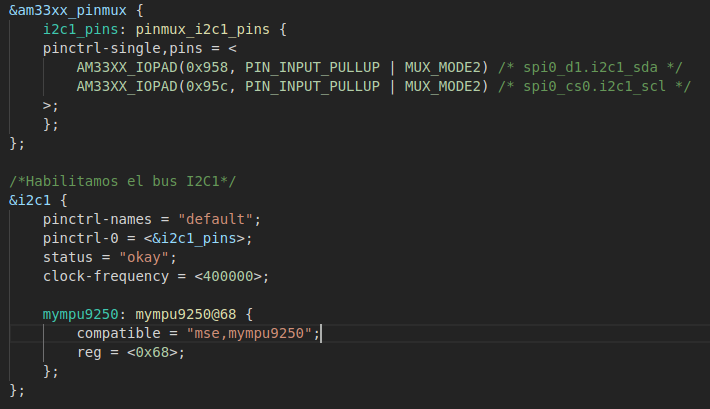 &am33xx_pinmux {
    i2c1_pins: pinmux_i2c1_pins {
    pinctrl-single,pins = <
        AM33XX_IOPAD(0x958, PIN_INPUT_PULLUP | MUX_MODE2) /* spi0_d1.i2c1_sda */
        AM33XX_IOPAD(0x95c, PIN_INPUT_PULLUP | MUX_MODE2) /* spi0_cs0.i2c1_scl */
    >;
    };
};

/*Habilitamos el bus I2C1*/
&i2c1 {
    pinctrl-names = "default";
    pinctrl-0 = <&i2c1_pins>;
    status = "okay";
    clock-frequency = <400000>;

    mympu9250: mympu9250@68 {
        compatible = "mse,mympu9250";
        reg = <0x68>;
    };
};